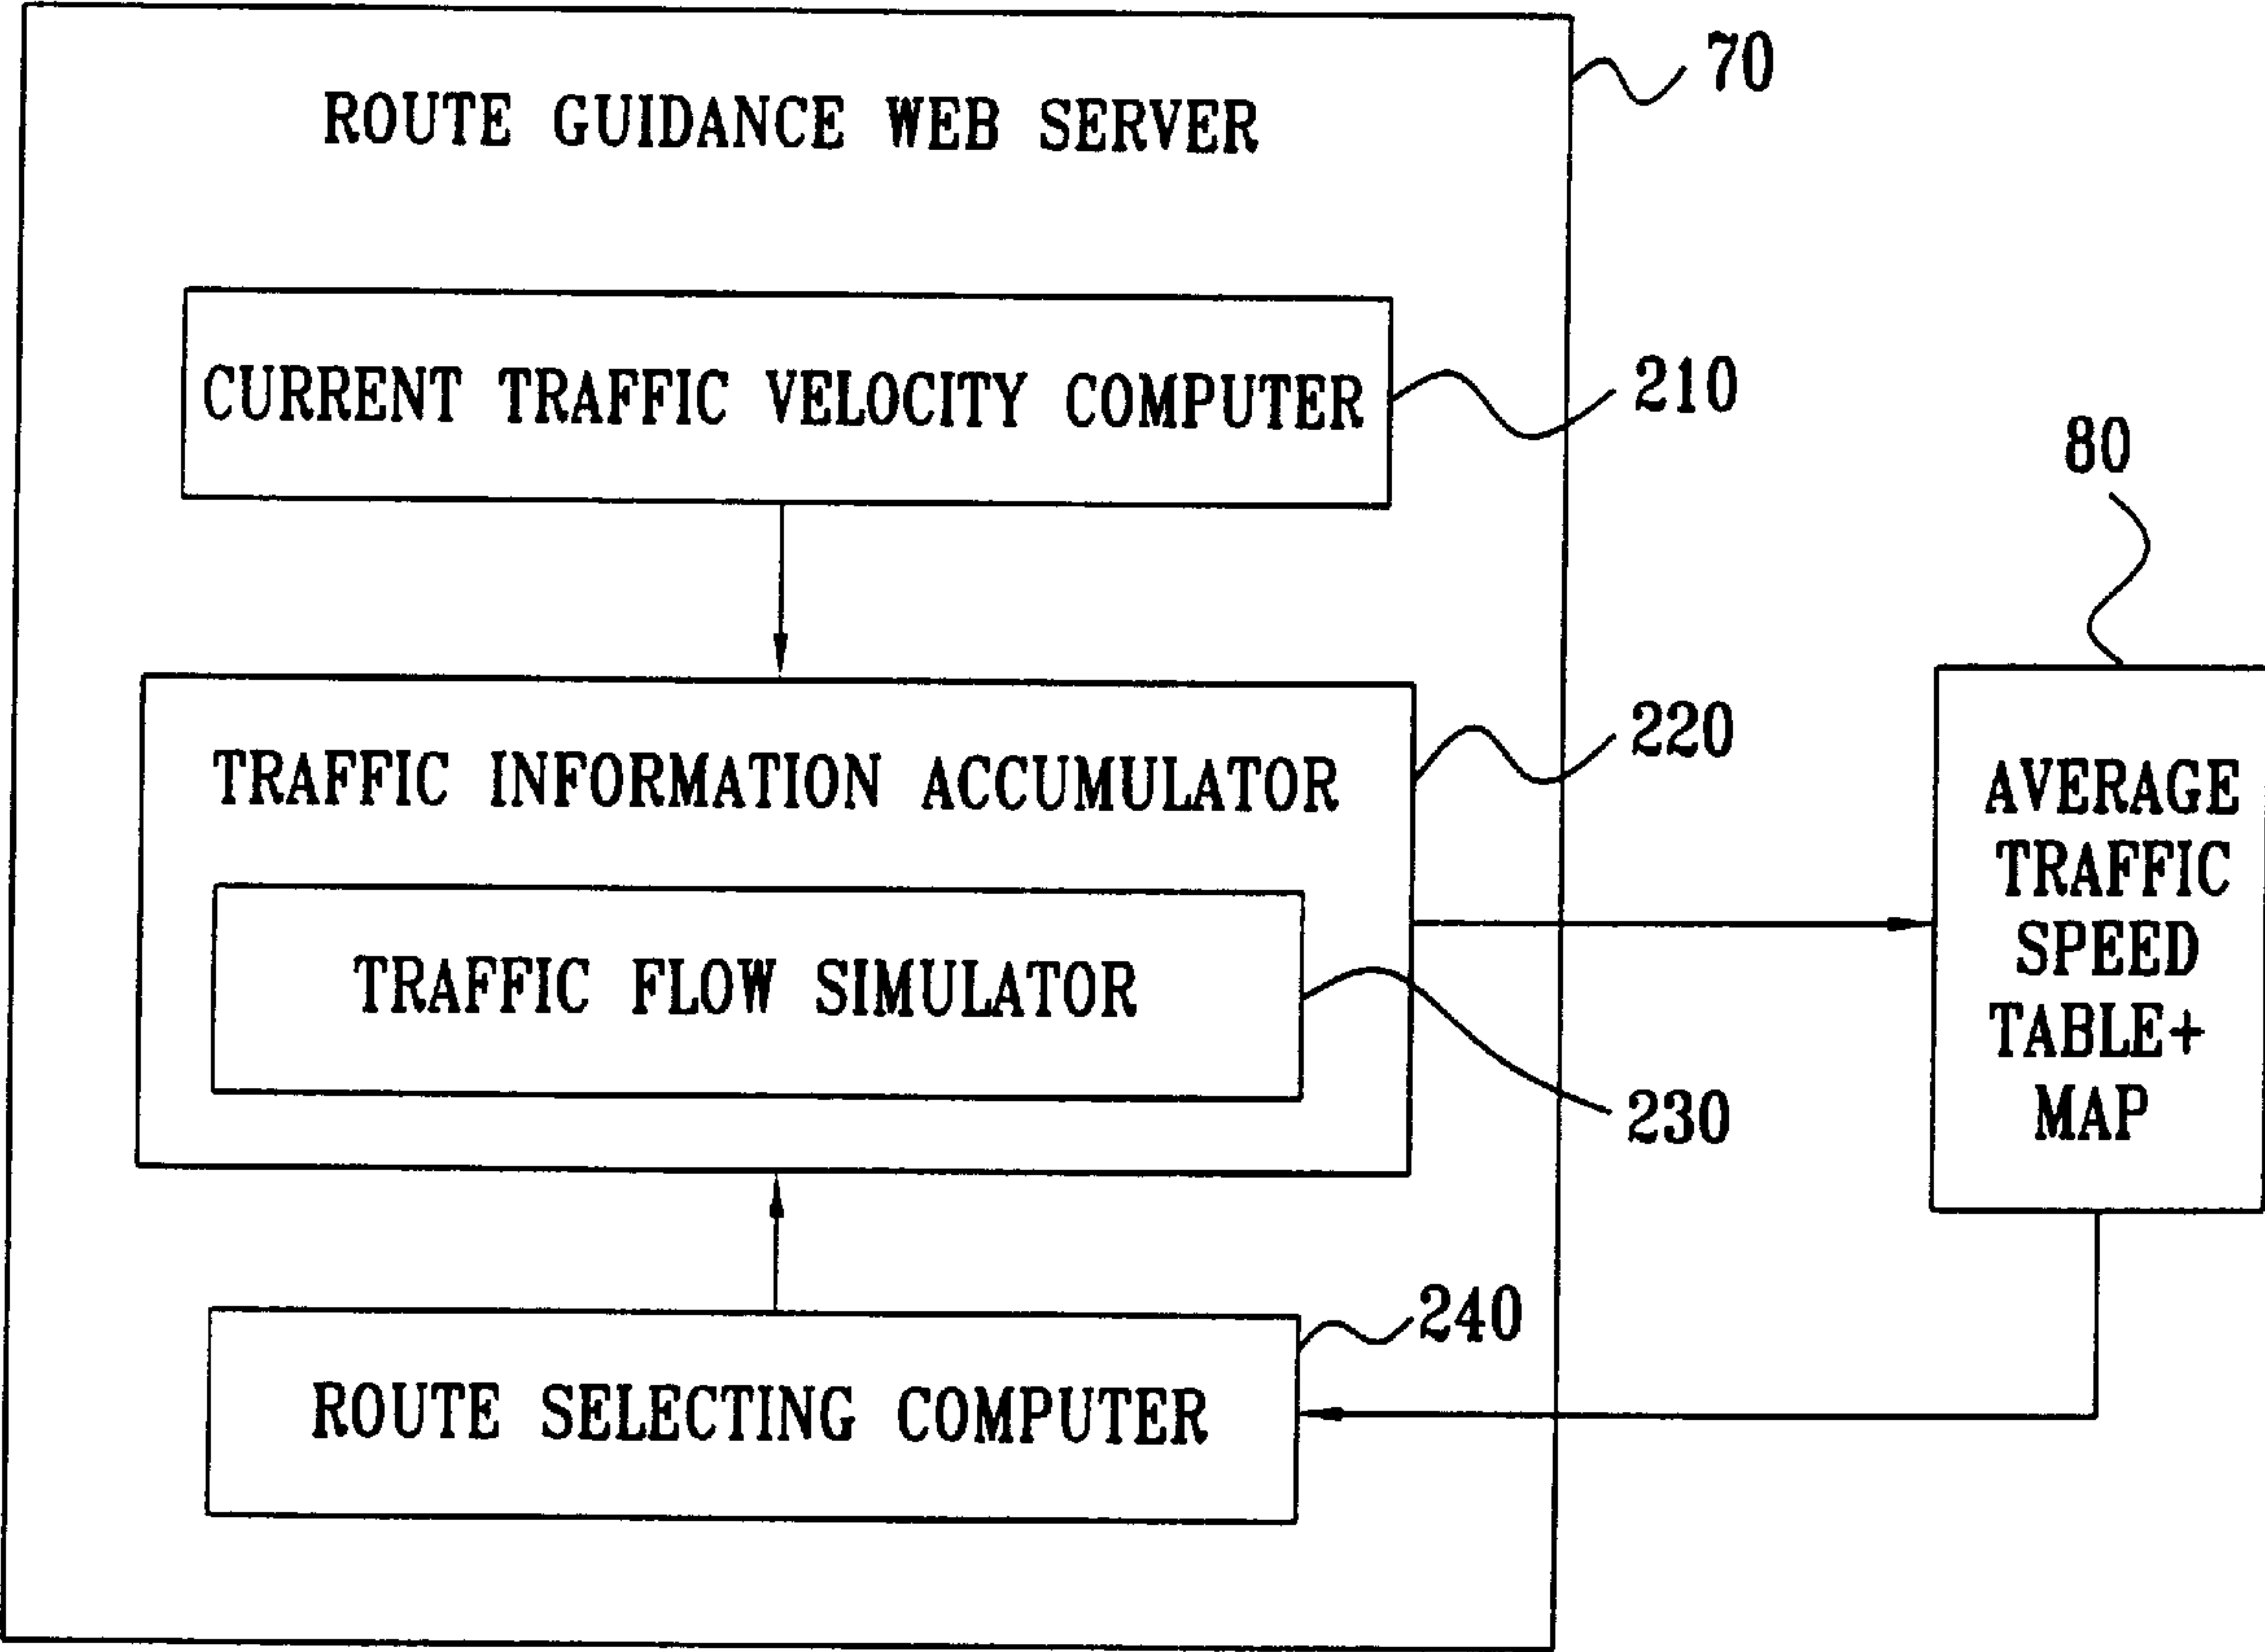 ROUTE GUIDANCE WEB SERVER
70
CURRENT TRAFFIC VELOCITY COMPUTER
210
80
TRAFFIC INFORMATION ACCUMULATOR
220
TRAFFIC FLOW SIMULATOR
230
AVERAGE
TRAFFIC
SPEED
TABLE+
MAP
ROUTE SELECTING COMPUTER
240